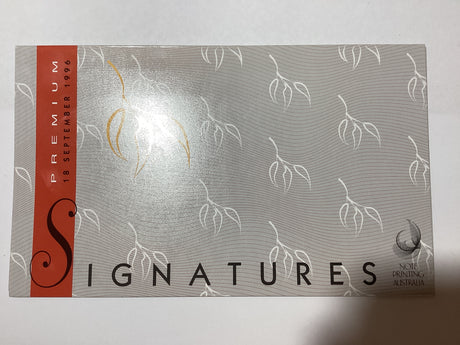 PREMIUM
18 SEPTEMBER 1996
SIGNATURES
NOTE
PRINTING
AUSTRALIA